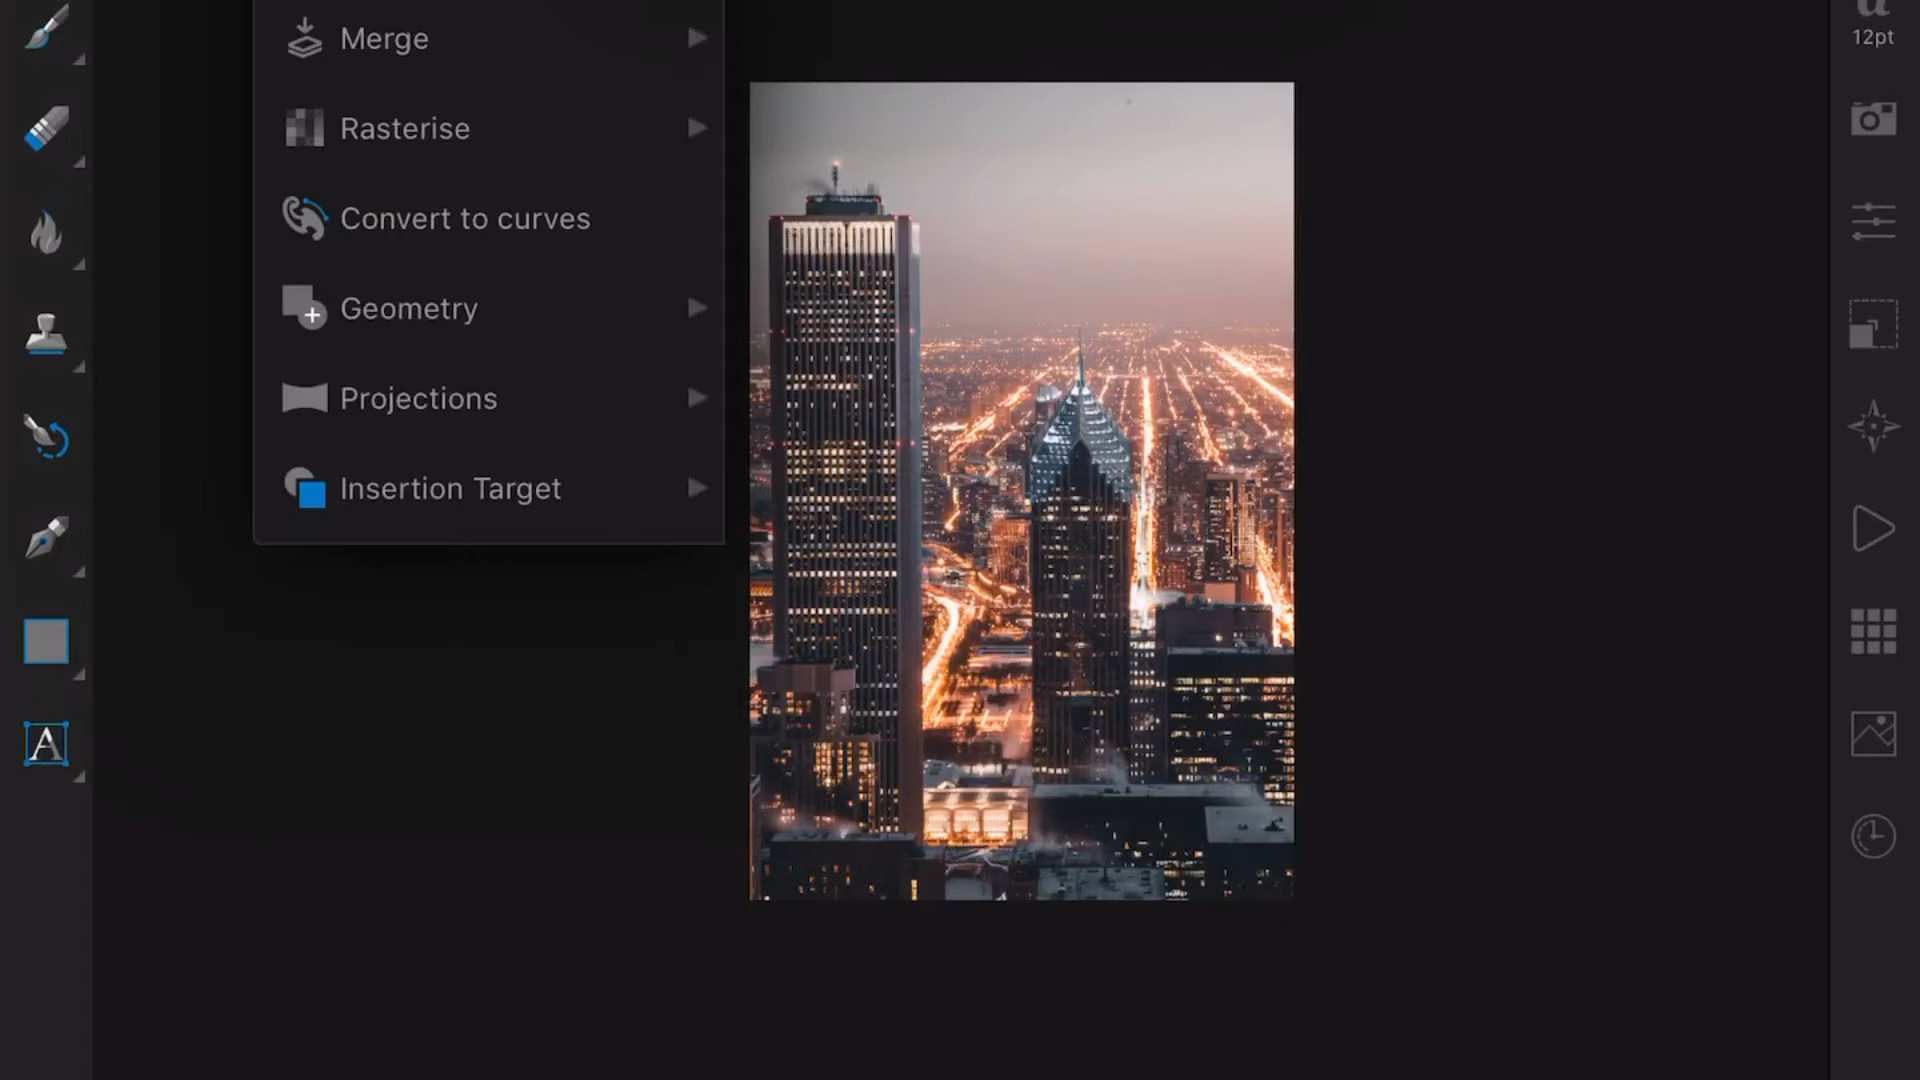 Merge
Rasterise
Convert to curves
Geometry
Projections
Insertion Target
A
a
12pt